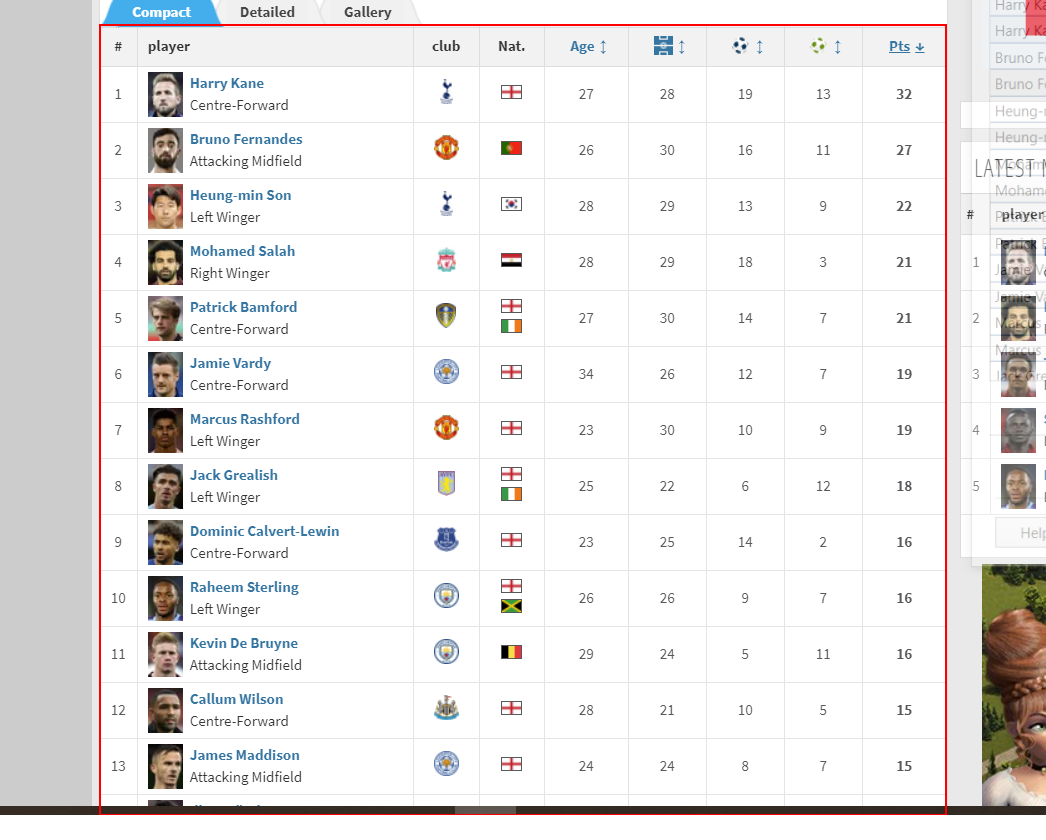 Compact Detailed Gallery
# player club Nat. Age Pts
1 Harry Kane 27 28 19 13 32
Centre-Forward
2 Bruno Fernandes 26 30 16 11 27
Attacking Midfield
3 Heung-min Son 28 29 13 9 22
Left Winger
4 Mohamed Salah 28 29 18 3 21
Right Winger
5 Patrick Bamford 27 30 14 7 21
Centre-Forward
6 Jamie Vardy 34 26 12 7 19
Centre-Forward
7 Marcus Rashford 23 30 10 9 19
Left Winger
8 Jack Grealish 25 22 6 12 18
Left Winger
9 Dominic Calvert-Lewin 23 25 14 2 16
Centre-Forward
10 Raheem Sterling 26 26 9 7 16
Left Winger
11 Kevin De Bruyne 29 24 5 11 16
Attacking Midfield
12 Callum Wilson 28 21 10 5 15
Centre-Forward
13 James Maddison 24 24 8 7 15
Attacking Midfield
Harry Ka
Harry Ka
Bruno Fe
Bruno Fe
Heung-m
Heung-m
LATEST M
Mohame
# player
1
2
3
4
5
Help